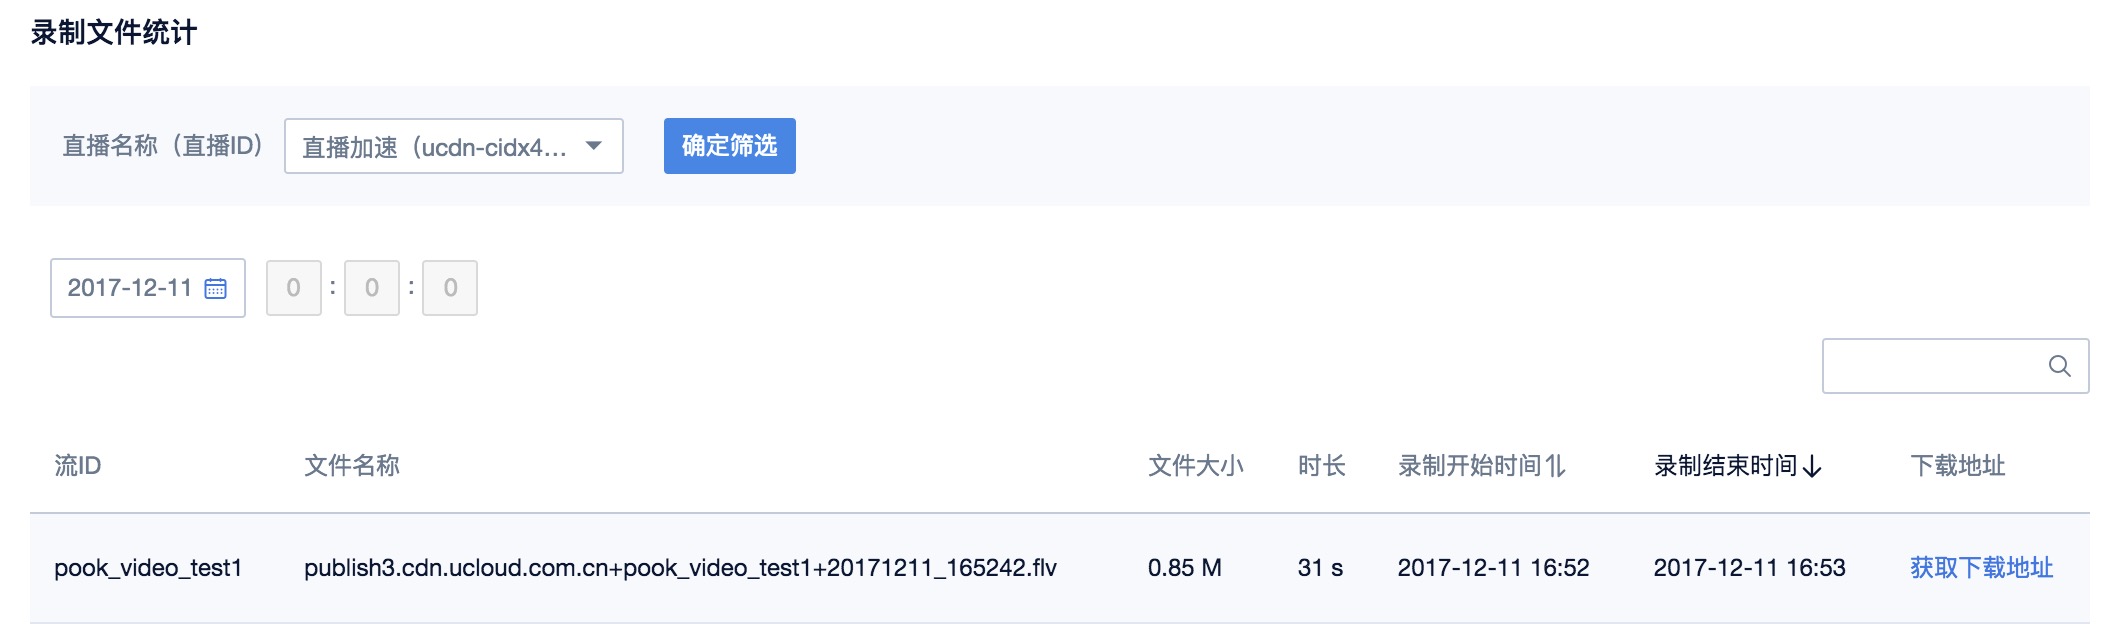 录制文件统计
直播名称（直播ID） 直播加速（ucdn-cidx4... 确定筛选
2017-12-11 0 : 0 : 0
流ID 文件名称 文件大小 时长 录制开始时间 录制结束时间 下载地址
pook_video_test1 publish3.cdn.ucloud.com.cn+pook_video_test1+20171211_165242.flv 0.85 M 31 s 2017-12-11 16:52 2017-12-11 16:53 获取下载地址